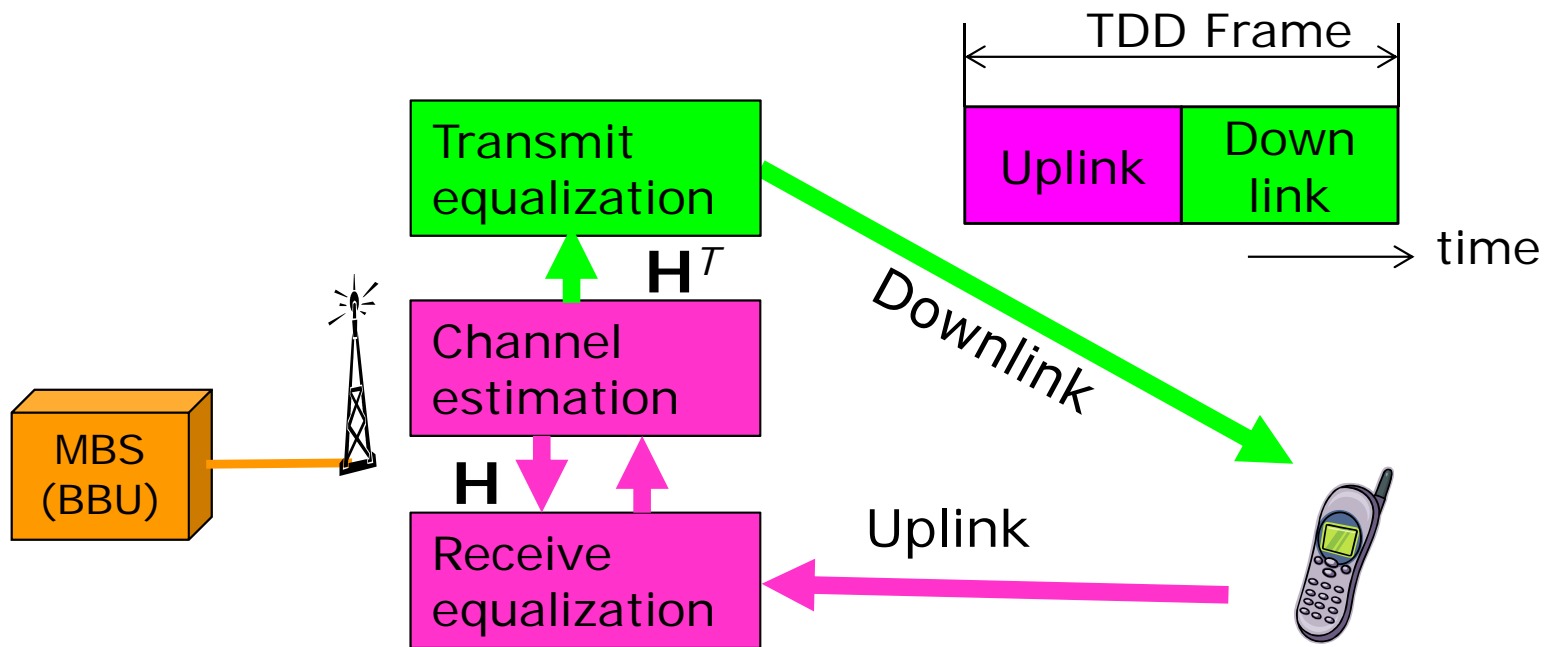 TDD Frame
Uplink
Down
link
time
Transmit
equalization
H^T
Channel
estimation
H
Receive
equalization
MBS
(BBU)
Downlink
Uplink